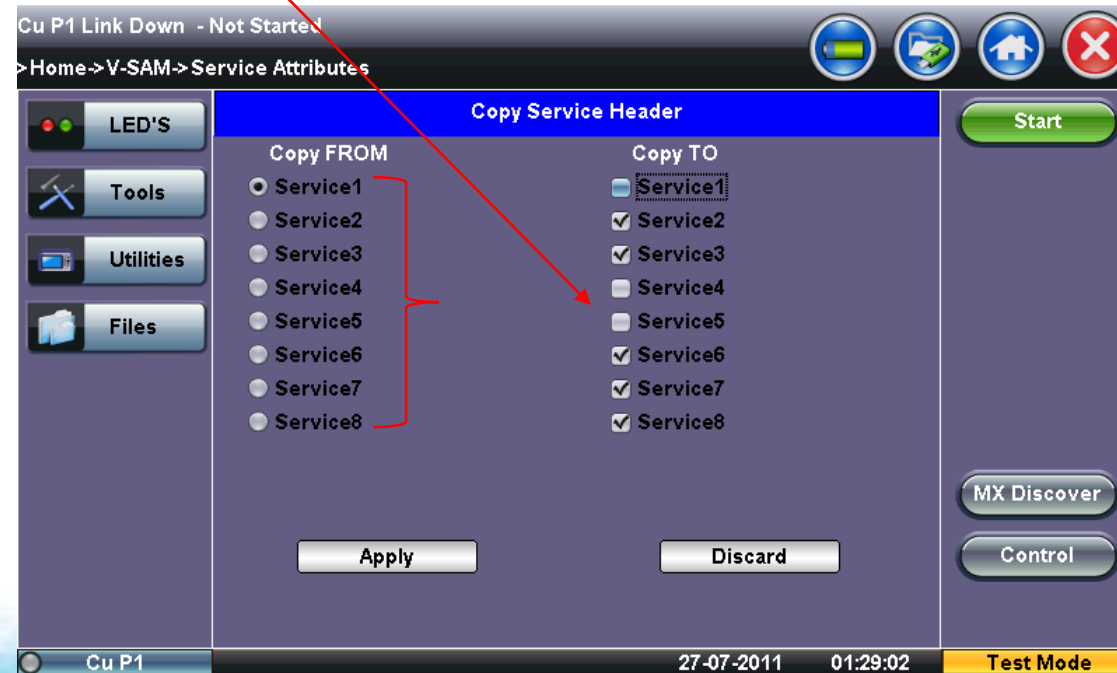 Cu P1 Link Down - Not Started
>Home->V-SAM->Service Attributes
LED'S
Tools
Utilities
Files
Copy Service Header
Copy FROM
Service1
Service2
Service3
Service4
Service5
Service6
Service7
Service8
Copy TO
Service1
Service2
Service3
Service4
Service5
Service6
Service7
Service8
Apply
Discard
Start
MX Discover
Control
Cu P1
27-07-2011 01:29:02
Test Mode